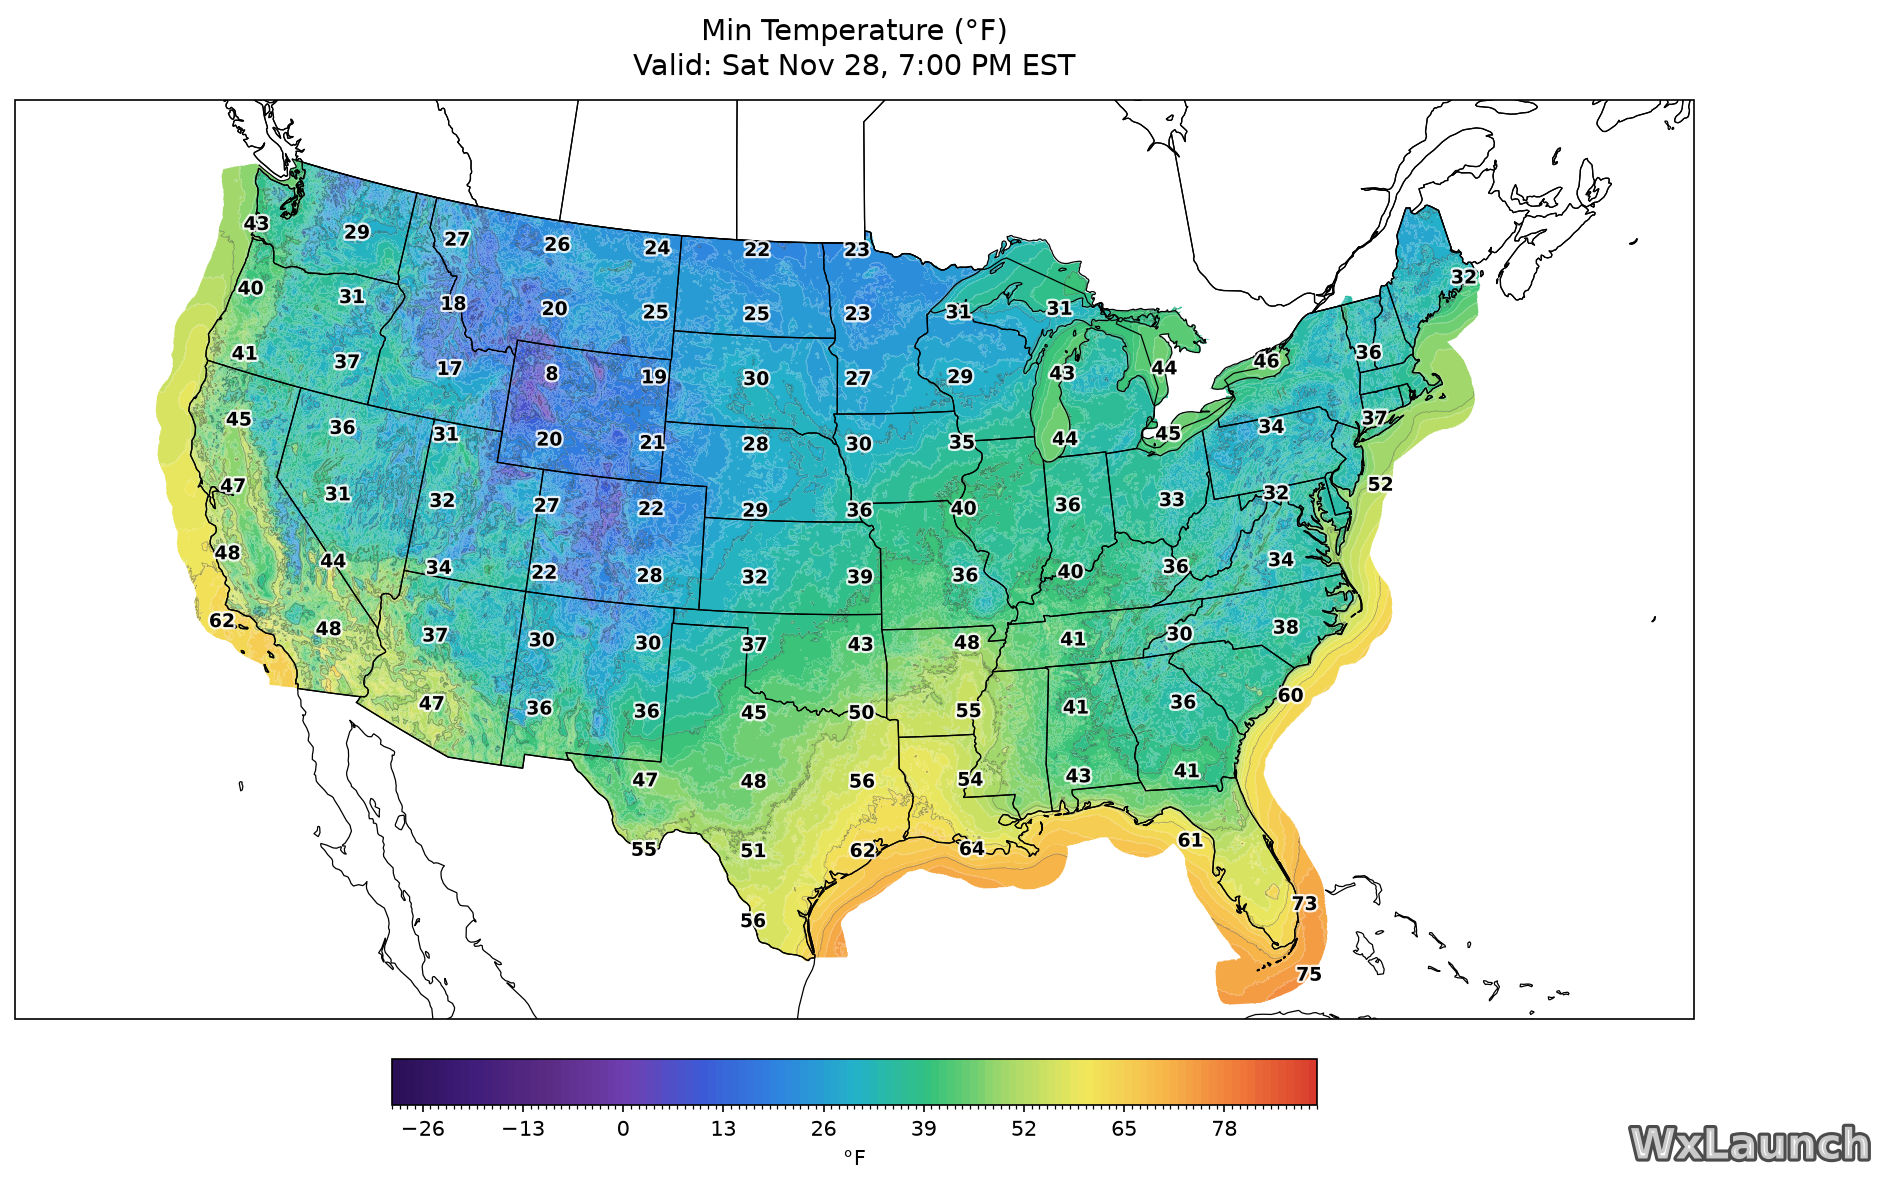 Min Temperature (°F)
Valid: Sat Nov 28, 7:00 PM EST
43 29 27 26 24 22 23
40 31 18 20 25 25 23 31 31 32
41 37 17 8 19 30 27 29 43 44 46 36
45 36 31 20 21 28 30 35 44 45 34 37
47 31 32 27 22 29 36 40 36 33 32 52
48 44 34 22 28 32 39 36 40 36 34
62 48 37 30 30 37 43 48 41 30 38
47 36 36 45 50 55 41 36 60
47 48 56 54 43 41
55 51 62 64 61
56 73
75
−26 −13 0 13 26 39 52 65 78
°F
WxLaunch